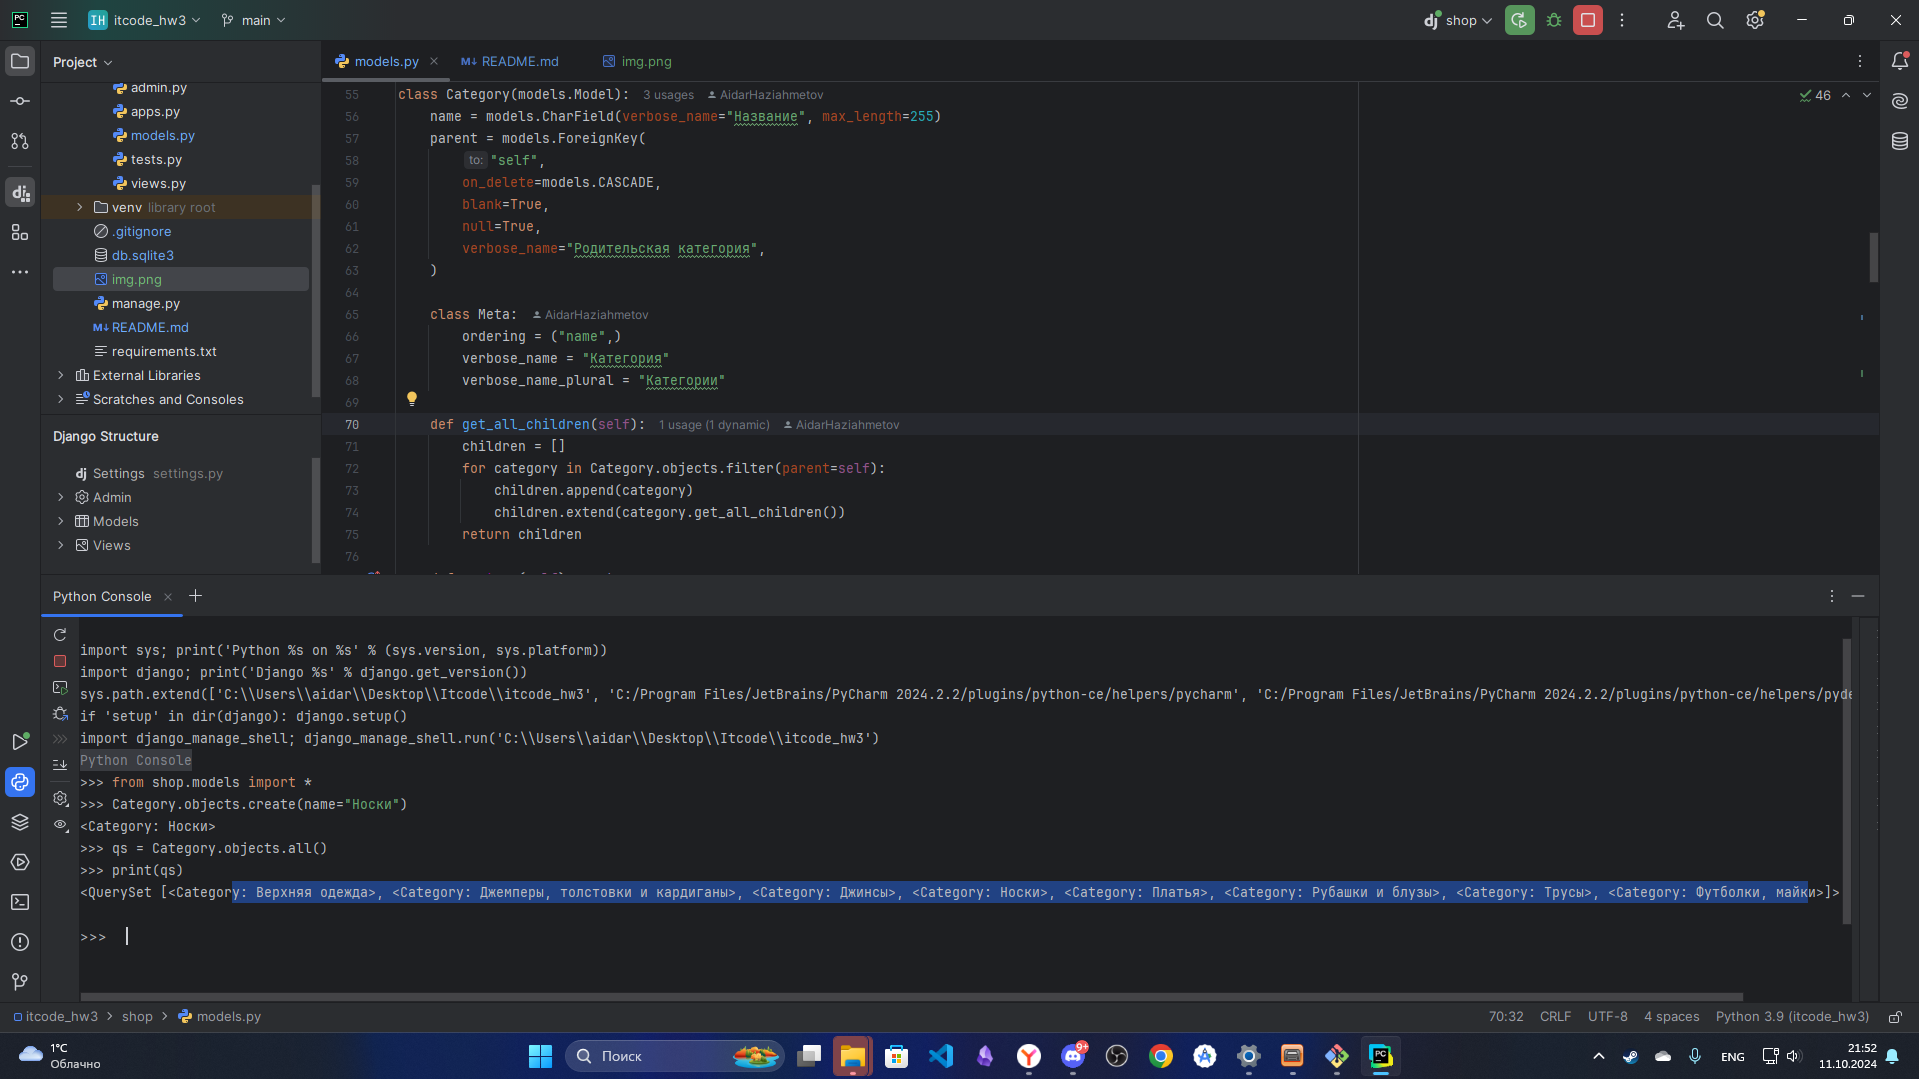 PC IH itcode_hw3 main dj shop
Project
models.py README.md img.png
admin.py
apps.py
models.py
tests.py
views.py
venv library root
.gitignore
db.sqlite3
img.png
manage.py
M↓ README.md
requirements.txt
External Libraries
Scratches and Consoles
Django Structure
dj Settings settings.py
Admin
Models
Views
46
55 class Category(models.Model): 3 usages AidarHaziahmetov
56 name = models.CharField(verbose_name="Название", max_length=255)
57 parent = models.ForeignKey(
58 to: "self",
59 on_delete=models.CASCADE,
60 blank=True,
61 null=True,
62 verbose_name="Родительская категория",
63 )
64
65 class Meta: AidarHaziahmetov
66 ordering = ("name",)
67 verbose_name = "Категория"
68 verbose_name_plural = "Категории"
69
70 def get_all_children(self): 1 usage (1 dynamic) AidarHaziahmetov
71 children = []
72 for category in Category.objects.filter(parent=self):
73 children.append(category)
74 children.extend(category.get_all_children())
75 return children
76
Python Console
import sys; print('Python %s on %s' % (sys.version, sys.platform))
import django; print('Django %s' % django.get_version())
sys.path.extend(['C:\\Users\\aidar\\Desktop\\Itcode\\itcode_hw3', 'C:/Program Files/JetBrains/PyCharm 2024.2.2/plugins/python-ce/helpers/pycharm', 'C:/Program Files/JetBrains/PyCharm 2024.2.2/plugins/python-ce/helpers/pyde
if 'setup' in dir(django): django.setup()
import django_manage_shell; django_manage_shell.run('C:\\Users\\aidar\\Desktop\\Itcode\\itcode_hw3')
Python Console
>>> from shop.models import *
>>> Category.objects.create(name="Носки")
<Category: Носки>
>>> qs = Category.objects.all()
>>> print(qs)
<QuerySet [<Category: Верхняя одежда>, <Category: Джемперы, толстовки и кардиганы>, <Category: Джинсы>, <Category: Носки>, <Category: Платья>, <Category: Рубашки и блузы>, <Category: Трусы>, <Category: Футболки, майки>]>
>>>
itcode_hw3 > shop > models.py
70:32 CRLF UTF-8 4 spaces Python 3.9 (itcode_hw3)
1°C
Облачно
Поиск
9+
ENG
21:52
11.10.2024